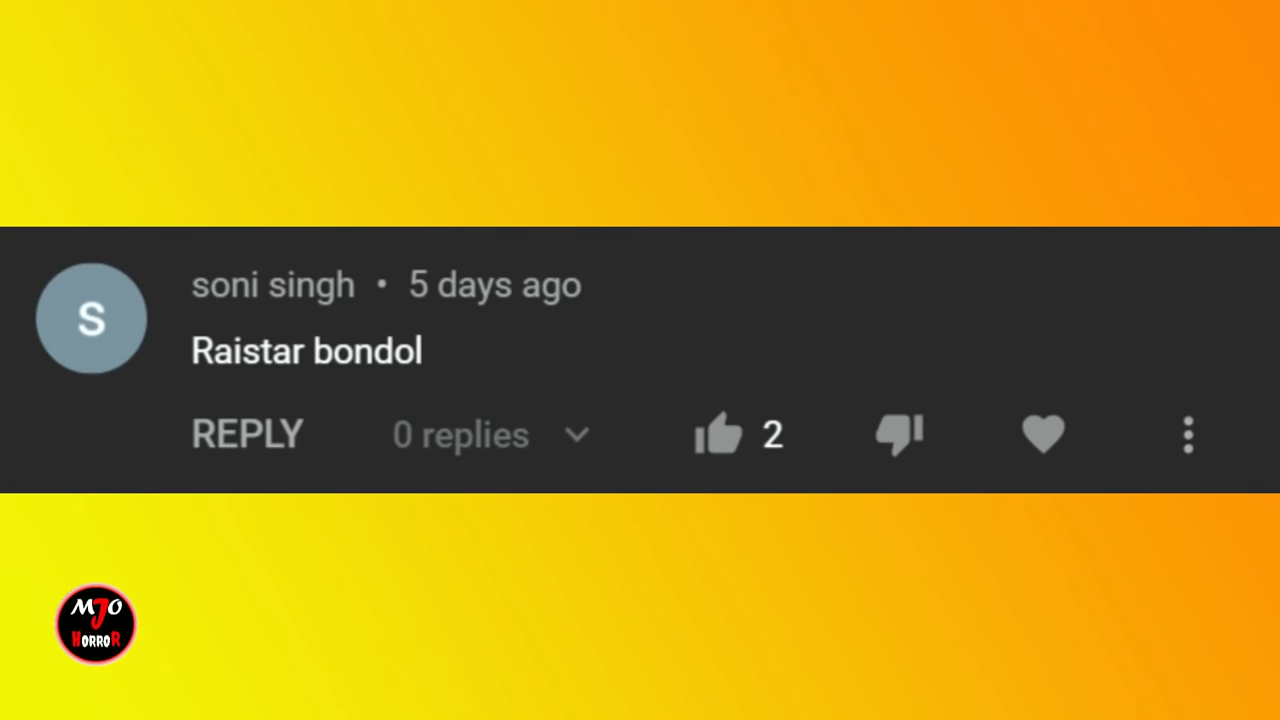 S
soni singh • 5 days ago
Raistar bondol
REPLY 0 replies 2
MJO
HORROR